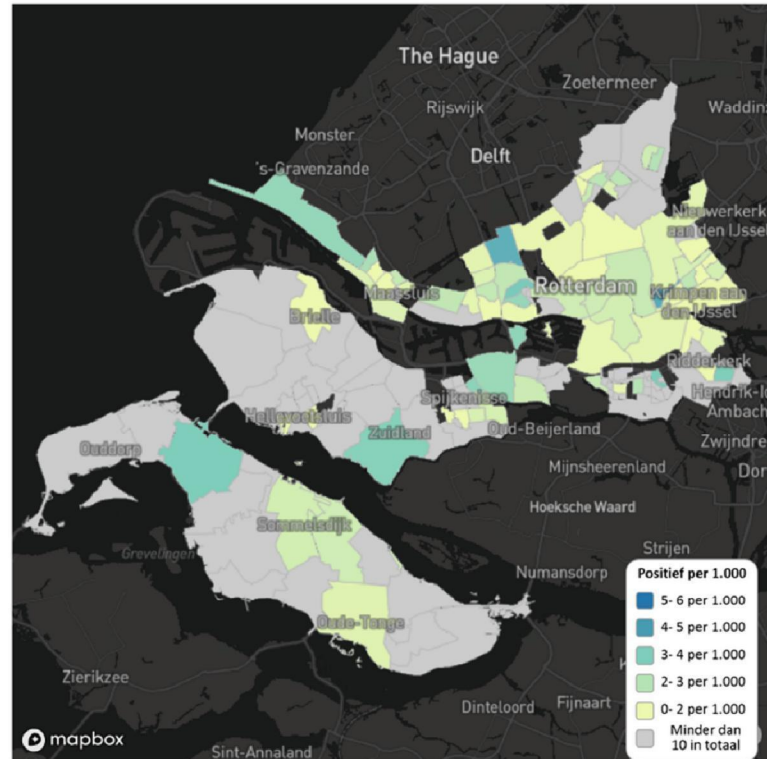 The Hague
Zoetermeer
Rijswijk
Waddin
Monster
Delft
's-Gravenzande
Nieuwerkerk
aan den IJssel
Maassluis
Rotterdam
Krimpen aan
den IJssel
Brielle
Ridderkerk
Spijkenisse
Hendrik-Id
Ambach
Hellevoetsluis
Zuidland
Oud-Beijerland
Zwijndre
Ouddorp
Mijnsheerenland
Dor
Hoeksche Waard
Sommelsdijk
Strijen
Grevelingen
Numansdorp
Oude-Tonge
Zierikzee
Dinteloord
Fijnaart
Sint-Annaland
mapbox
Positief per 1.000
5- 6 per 1.000
4- 5 per 1.000
3- 4 per 1.000
2- 3 per 1.000
0- 2 per 1.000
Minder dan
10 in totaal